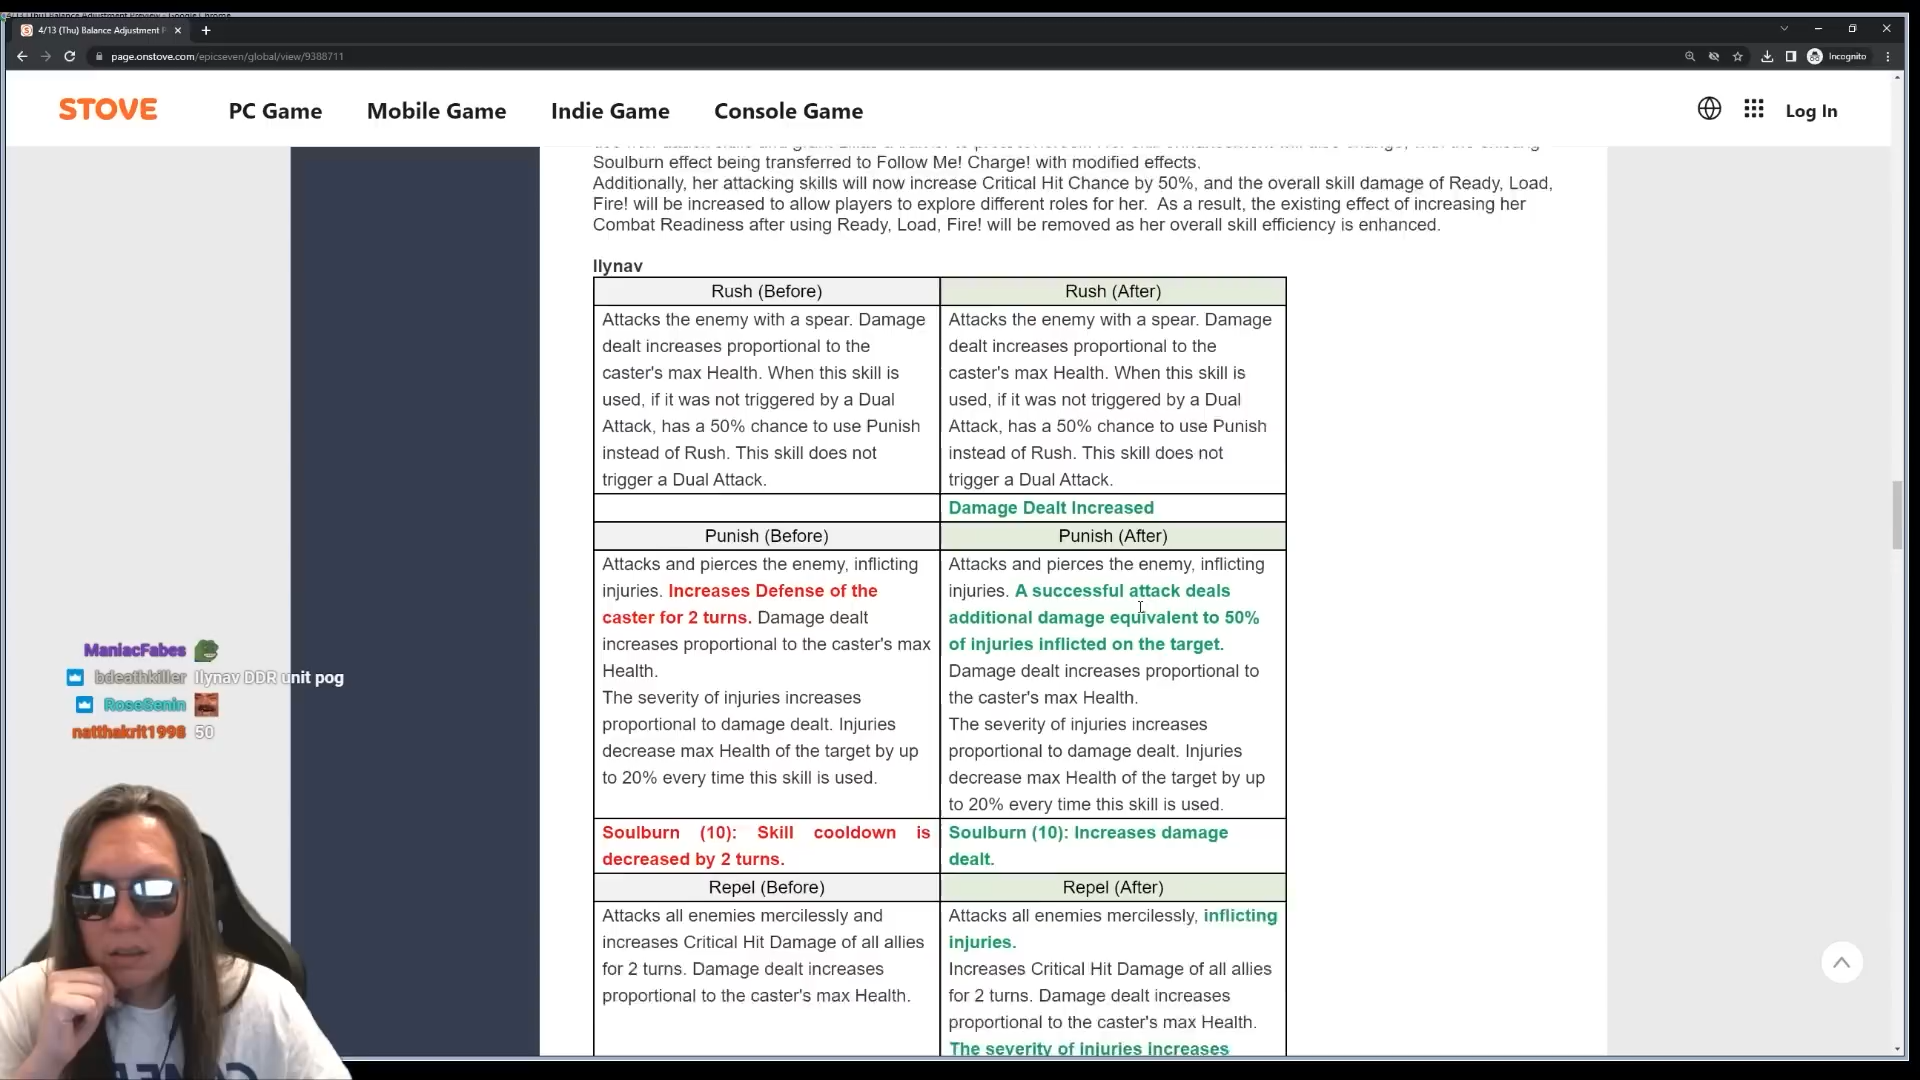 4/13 (Thu) Balance Adjustment Preview - Google Chrome
4/13 (Thu) Balance Adjustment P
page.onstove.com/epicseven/global/view/9388711
Incognito
STOVE
PC Game
Mobile Game
Indie Game
Console Game
Log In
Soulburn effect being transferred to Follow Me! Charge! with modified effects.
Additionally, her attacking skills will now increase Critical Hit Chance by 50%, and the overall skill damage of Ready, Load,
Fire! will be increased to allow players to explore different roles for her. As a result, the existing effect of increasing her
Combat Readiness after using Ready, Load, Fire! will be removed as her overall skill efficiency is enhanced.
Ilynav
Rush (Before)
Rush (After)
Attacks the enemy with a spear. Damage
dealt increases proportional to the
caster's max Health. When this skill is
used, if it was not triggered by a Dual
Attack, has a 50% chance to use Punish
instead of Rush. This skill does not
trigger a Dual Attack.
Attacks the enemy with a spear. Damage
dealt increases proportional to the
caster's max Health. When this skill is
used, if it was not triggered by a Dual
Attack, has a 50% chance to use Punish
instead of Rush. This skill does not
trigger a Dual Attack.
Damage Dealt Increased
Punish (Before)
Punish (After)
Attacks and pierces the enemy, inflicting
injuries. Increases Defense of the
caster for 2 turns. Damage dealt
increases proportional to the caster's max
Health.
The severity of injuries increases
proportional to damage dealt. Injuries
decrease max Health of the target by up
to 20% every time this skill is used.
Attacks and pierces the enemy, inflicting
injuries. A successful attack deals
additional damage equivalent to 50%
of injuries inflicted on the target.
Damage dealt increases proportional to
the caster's max Health.
The severity of injuries increases
proportional to damage dealt. Injuries
decrease max Health of the target by up
to 20% every time this skill is used.
Soulburn (10): Skill cooldown is
decreased by 2 turns.
Soulburn (10): Increases damage
dealt.
Repel (Before)
Repel (After)
Attacks all enemies mercilessly and
increases Critical Hit Damage of all allies
for 2 turns. Damage dealt increases
proportional to the caster's max Health.
Attacks all enemies mercilessly, inflicting
injuries.
Increases Critical Hit Damage of all allies
for 2 turns. Damage dealt increases
proportional to the caster's max Health.
The severity of injuries increases
ManiacFabes
bdeathkiller Ilynav DDR unit pog
RoseSenin
natthakrit1998 50